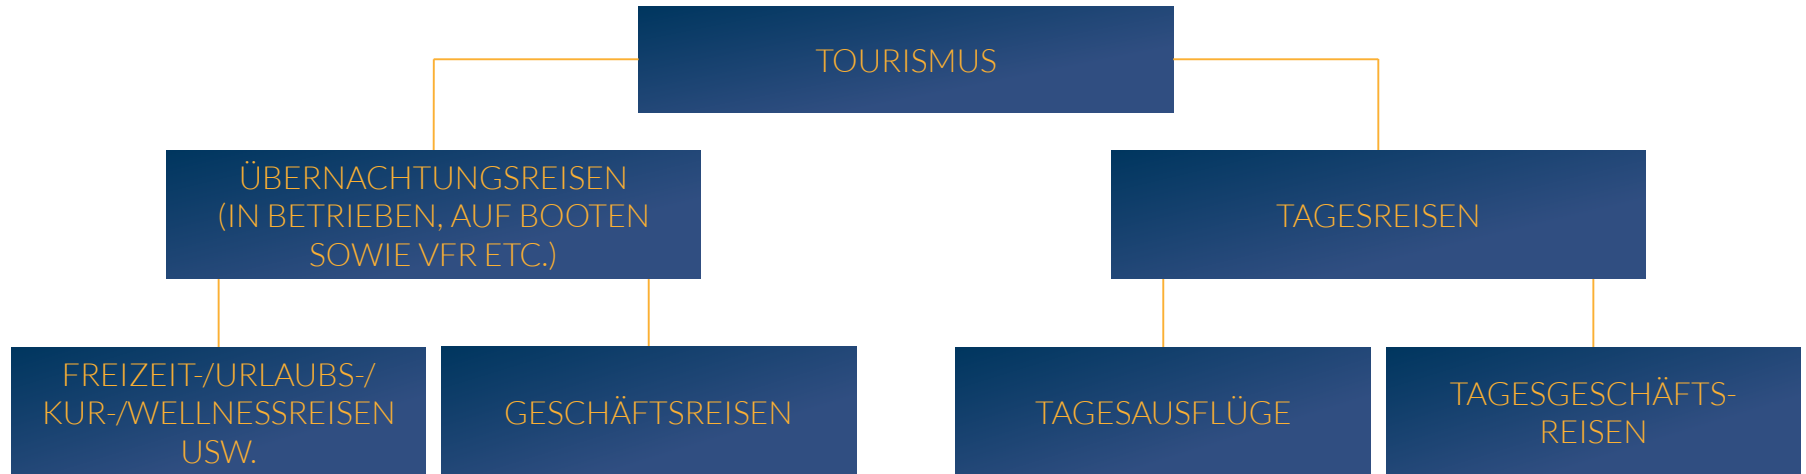 TOURISMUS
ÜBERNACHTUNGSREISEN
(IN BETRIEBEN, AUF BOOTEN
SOWIE VFR ETC.)
TAGESREISEN
FREIZEIT-/URLAUBS-/
KUR-/WELLNESSREISEN
USW.
GESCHÄFTSREISEN
TAGESAUSFLÜGE
TAGESGESCHÄFTS-
REISEN